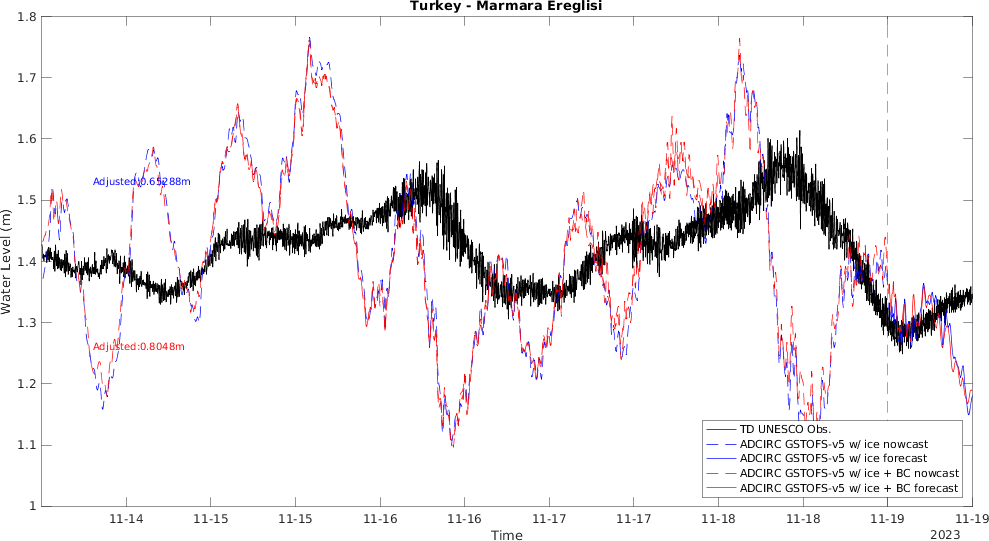 Turkey - Marmara Ereglisi
1.8
1.7
1.6
1.5
1.4
1.3
1.2
1.1
1
Water Level (m)
Adjusted:0.65288m
Adjusted:0.8048m
TD UNESCO Obs.
ADCIRC GSTOFS-v5 w/ ice nowcast
ADCIRC GSTOFS-v5 w/ ice forecast
ADCIRC GSTOFS-v5 w/ ice + BC nowcast
ADCIRC GSTOFS-v5 w/ ice + BC forecast
11-14 11-15 11-15 11-16 11-16 11-17 11-17 11-18 11-18 11-19 11-19
Time
2023